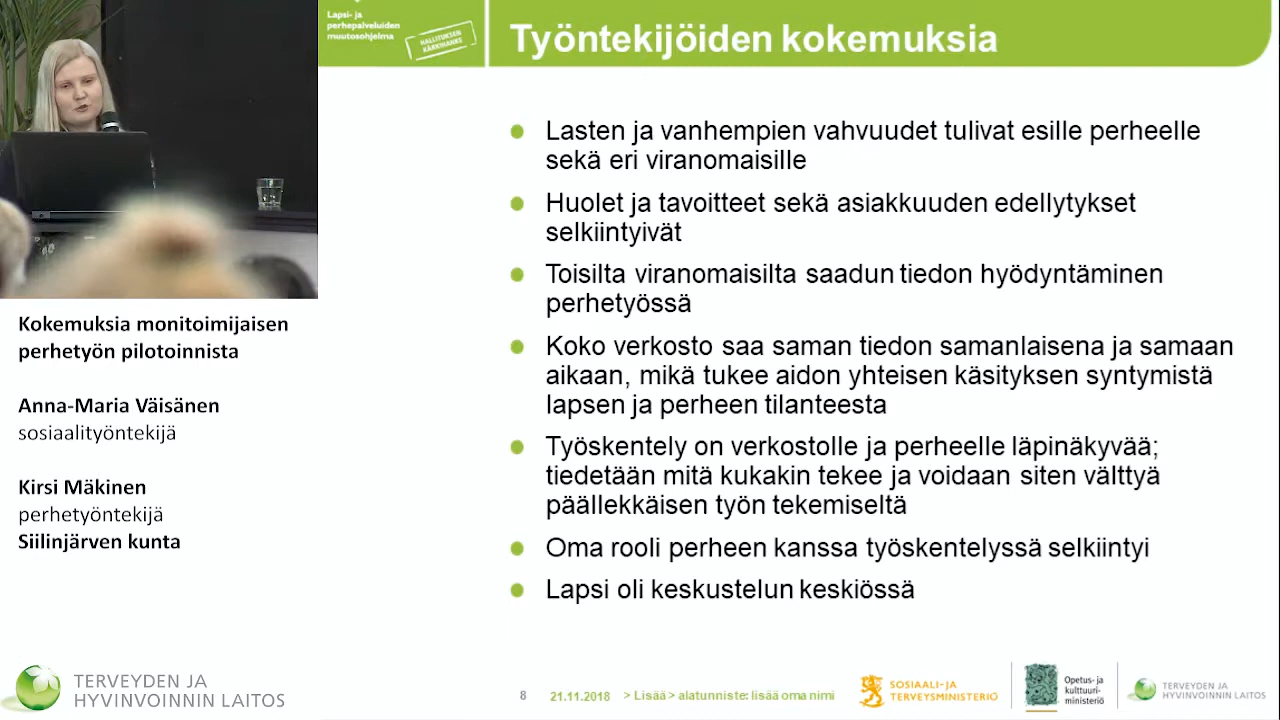 Lapsi- ja
perhepalveluiden
muutosohjelma
HALLITUKSEN
KÄRKIHANKE
Työntekijöiden kokemuksia
Lasten ja vanhempien vahvuudet tulivat esille perheelle
sekä eri viranomaisille
Huolet ja tavoitteet sekä asiakkuuden edellytykset
selkiintyivät
Toisilta viranomaisilta saadun tiedon hyödyntäminen
perhetyössä
Koko verkosto saa saman tiedon samanlaisena ja samaan
aikaan, mikä tukee aidon yhteisen käsityksen syntymistä
lapsen ja perheen tilanteesta
Työskentely on verkostolle ja perheelle läpinäkyvää;
tiedetään mitä kukakin tekee ja voidaan siten välttyä
päällekkäisen työn tekemiseltä
Oma rooli perheen kanssa työskentelyssä selkiintyi
Lapsi oli keskustelun keskiössä
Kokemuksia monitoimijaisen
perhetyön pilotoinnista
Anna-Maria Väisänen
sosiaalityöntekijä
Kirsi Mäkinen
perhetyöntekijä
Siilinjärven kunta
TERVEYDEN JA
HYVINVOINNIN LAITOS
8 21.11.2018 > Lisää > alatunniste: lisää oma nimi
SOSIAALI- JA
TERVEYSMINISTERIÖ
Opetus- ja
kulttuuri-
ministeriö
TERVEYDEN JA
HYVINVOINNIN LAITOS